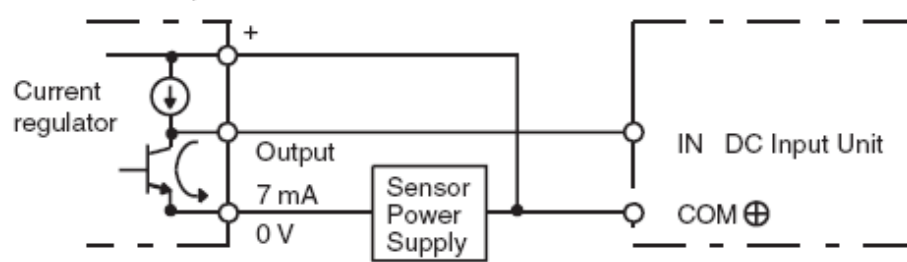 +
Current
regulator
Output
IN DC Input Unit
7 mA
0 V
Sensor
Power
Supply
COM ⊕